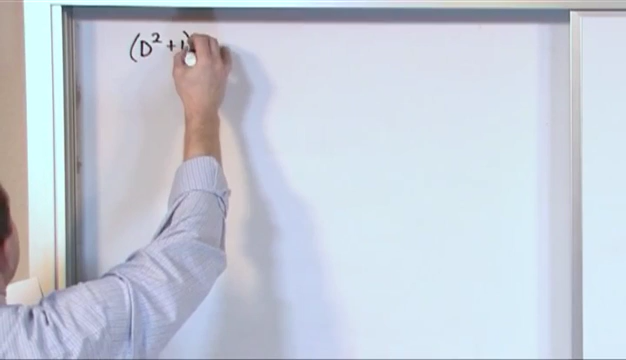 (D² + 1)